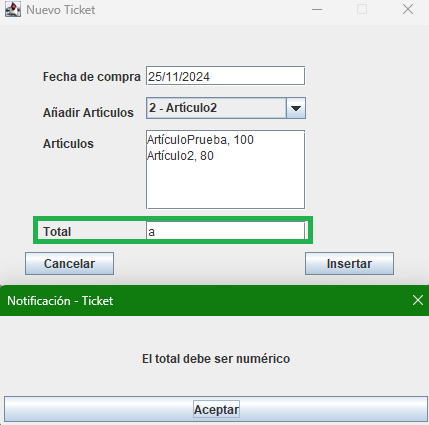 Nuevo Ticket
Fecha de compra 25/11/2024
Añadir Artículos 2 - Articulo2
Artículos ArtículoPrueba, 100
Artículo2, 80
Total a
Cancelar Insertar
Notificación - Ticket
El total debe ser numérico
Aceptar